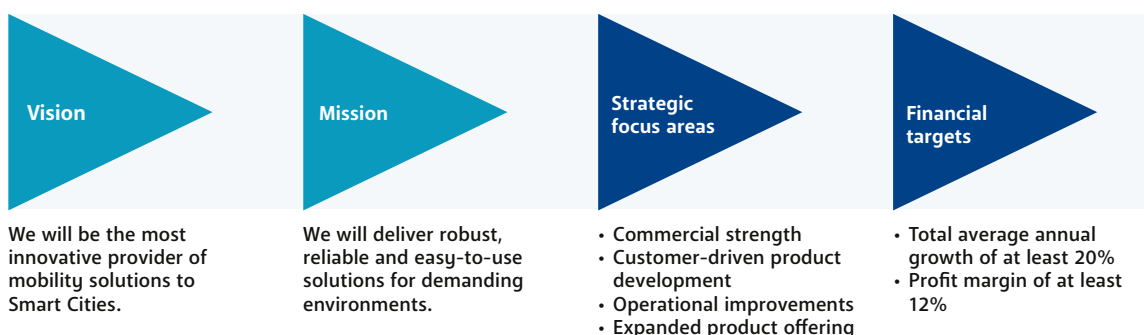 Vision
We will be the most
innovative provider of
mobility solutions to
Smart Cities.
Mission
We will deliver robust,
reliable and easy-to-use
solutions for demanding
environments.
Strategic
focus areas
• Commercial strength
• Customer-driven product
development
• Operational improvements
• Expanded product offering
Financial
targets
• Total average annual
growth of at least 20%
• Profit margin of at least
12%